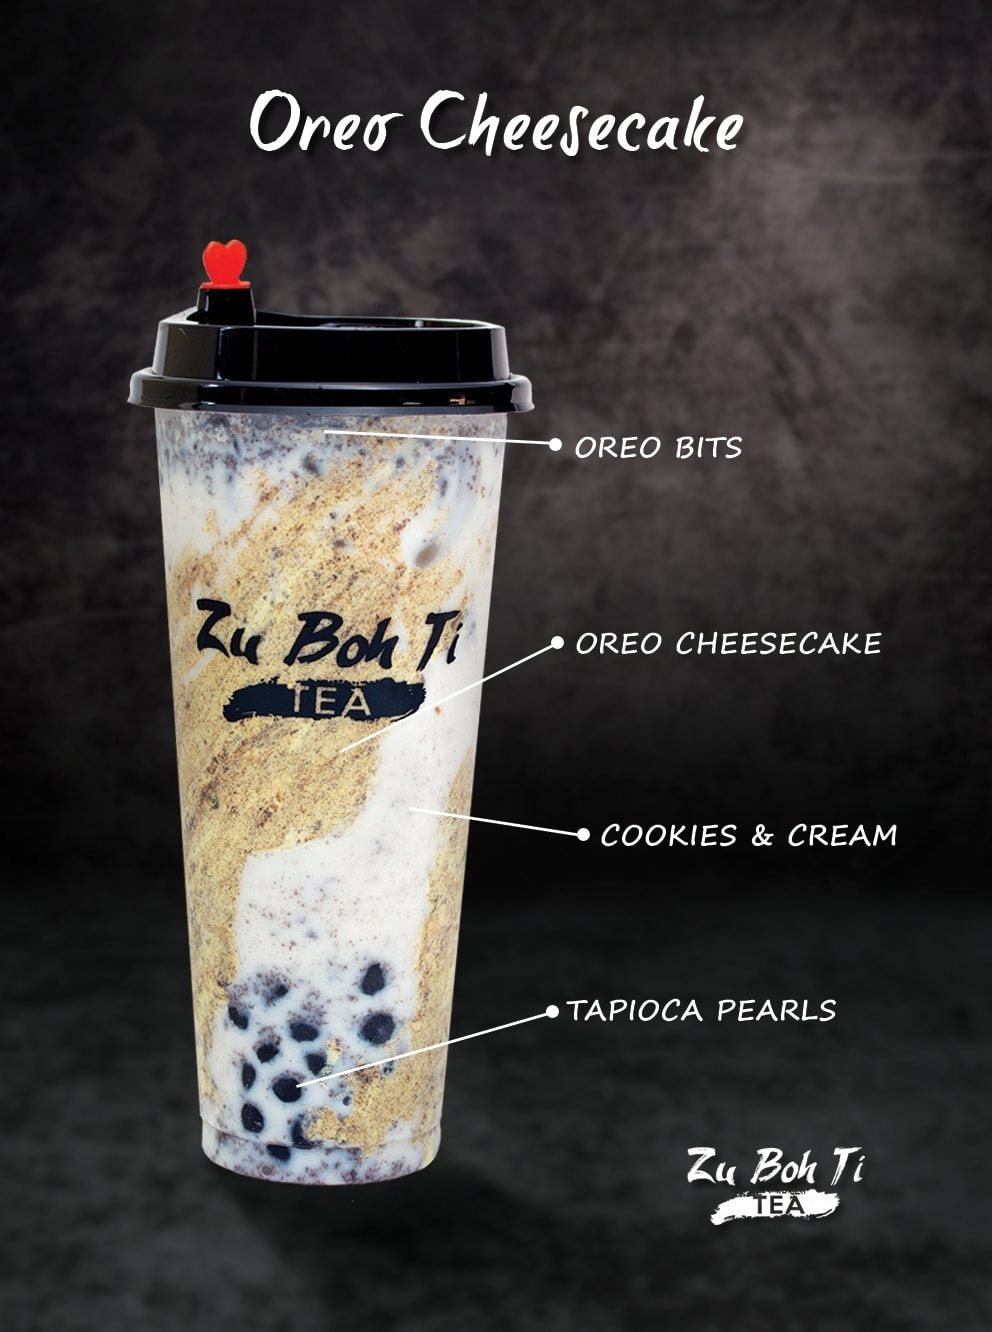 Oreo Cheesecake
OREO BITS
Zu Boh Ti
TEA
OREO CHEESECAKE
COOKIES & CREAM
TAPIOCA PEARLS
Zu Boh Ti
TEA